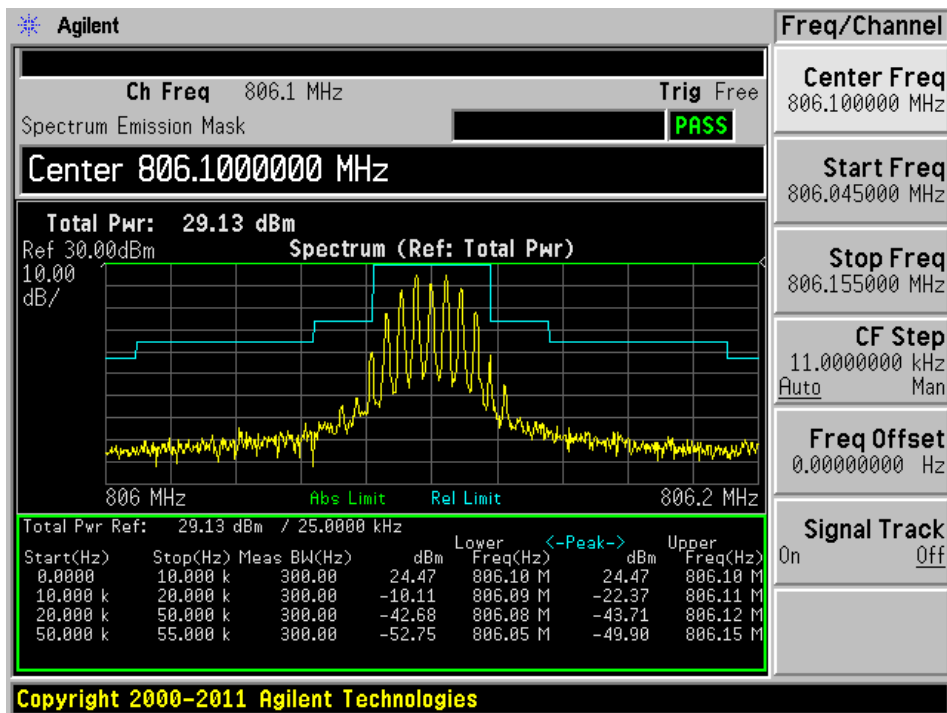 Agilent
Ch Freq 806.1 MHz Trig Free
Spectrum Emission Mask PASS
Center 806.1000000 MHz
Total Pwr: 29.13 dBm
Ref 30.00dBm Spectrum (Ref: Total Pwr)
10.00
dB/
806 MHz Abs Limit Rel Limit 806.2 MHz
Total Pwr Ref: 29.13 dBm / 25.0000 kHz
Lower <-Peak-> Upper
Start(Hz) Stop(Hz) Meas BW(Hz) dBm Freq(Hz) dBm Freq(Hz)
0.0000 10.000 k 300.00 24.47 806.10 M 24.47 806.10 M
10.000 k 20.000 k 300.00 -10.11 806.09 M -22.37 806.11 M
20.000 k 50.000 k 300.00 -42.68 806.08 M -43.71 806.12 M
50.000 k 55.000 k 300.00 -52.75 806.05 M -49.90 806.15 M
Copyright 2000-2011 Agilent Technologies
Freq/Channel
Center Freq
806.100000 MHz
Start Freq
806.045000 MHz
Stop Freq
806.155000 MHz
CF Step
11.0000000 kHz
Auto Man
Freq Offset
0.00000000 Hz
Signal Track
On Off